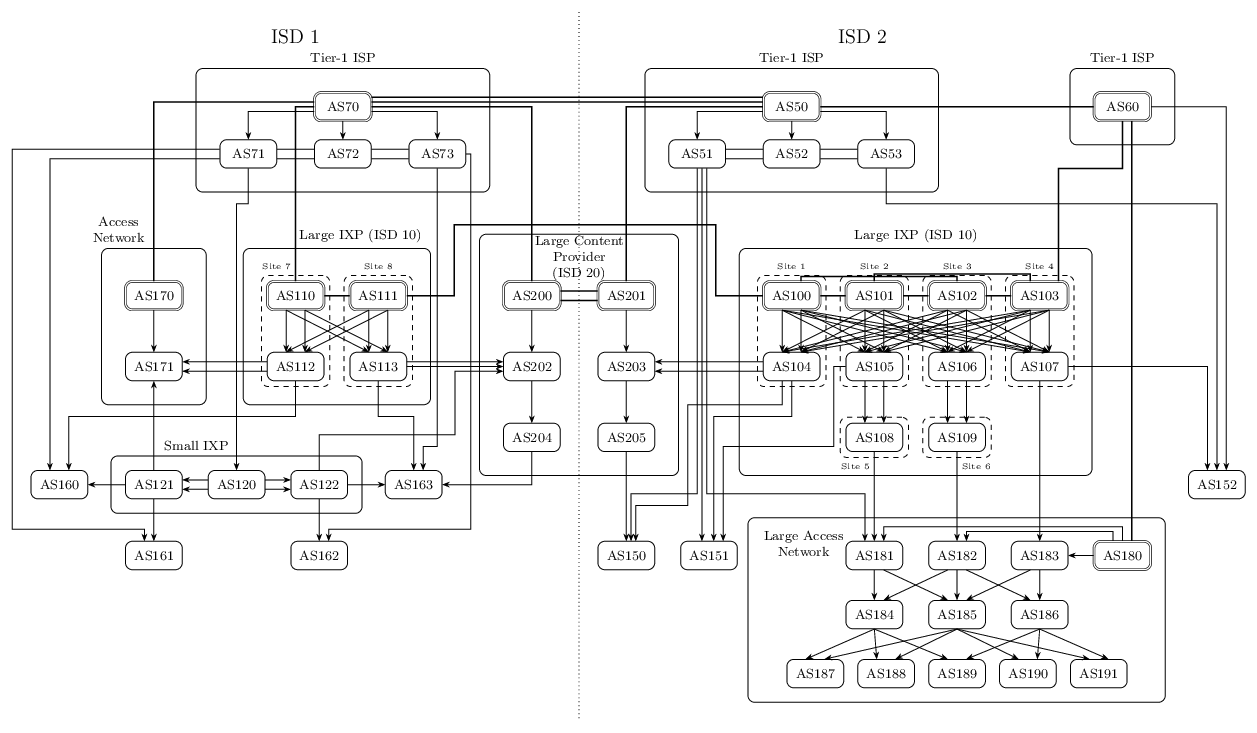 ISD 1
ISD 2
Tier-1 ISP
Tier-1 ISP
Tier-1 ISP
AS70
AS50
AS60
AS71
AS72
AS73
AS51
AS52
AS53
Access
Network
Large IXP (ISD 10)
Large Content
Provider
(ISD 20)
Large IXP (ISD 10)
Site 7
Site 8
Site 1
Site 2
Site 3
Site 4
AS170
AS110
AS111
AS200
AS201
AS100
AS101
AS102
AS103
AS171
AS112
AS113
AS202
AS203
AS104
AS105
AS106
AS107
AS204
AS205
AS108
AS109
Small IXP
Site 5
Site 6
AS160
AS121
AS120
AS122
AS163
AS152
Large Access
Network
AS161
AS162
AS150
AS151
AS181
AS182
AS183
AS180
AS184
AS185
AS186
AS187
AS188
AS189
AS190
AS191